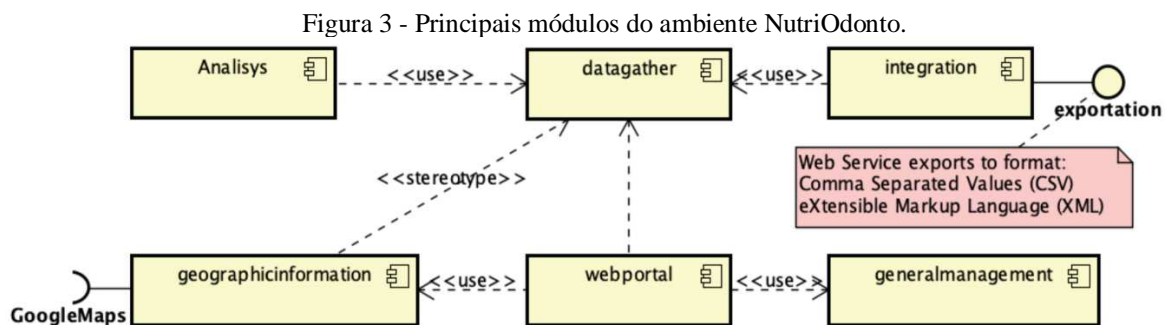 Figura 3 - Principais módulos do ambiente NutriOdonto.
Analisys
<<use>>
datagather
<<use>>
integration
exportation
<<stereotype>>
Web Service exports to format:
Comma Separated Values (CSV)
eXtensible Markup Language (XML)
GoogleMaps
geographicinformation
<<use>>
webportal
<<use>>
generalmanagement